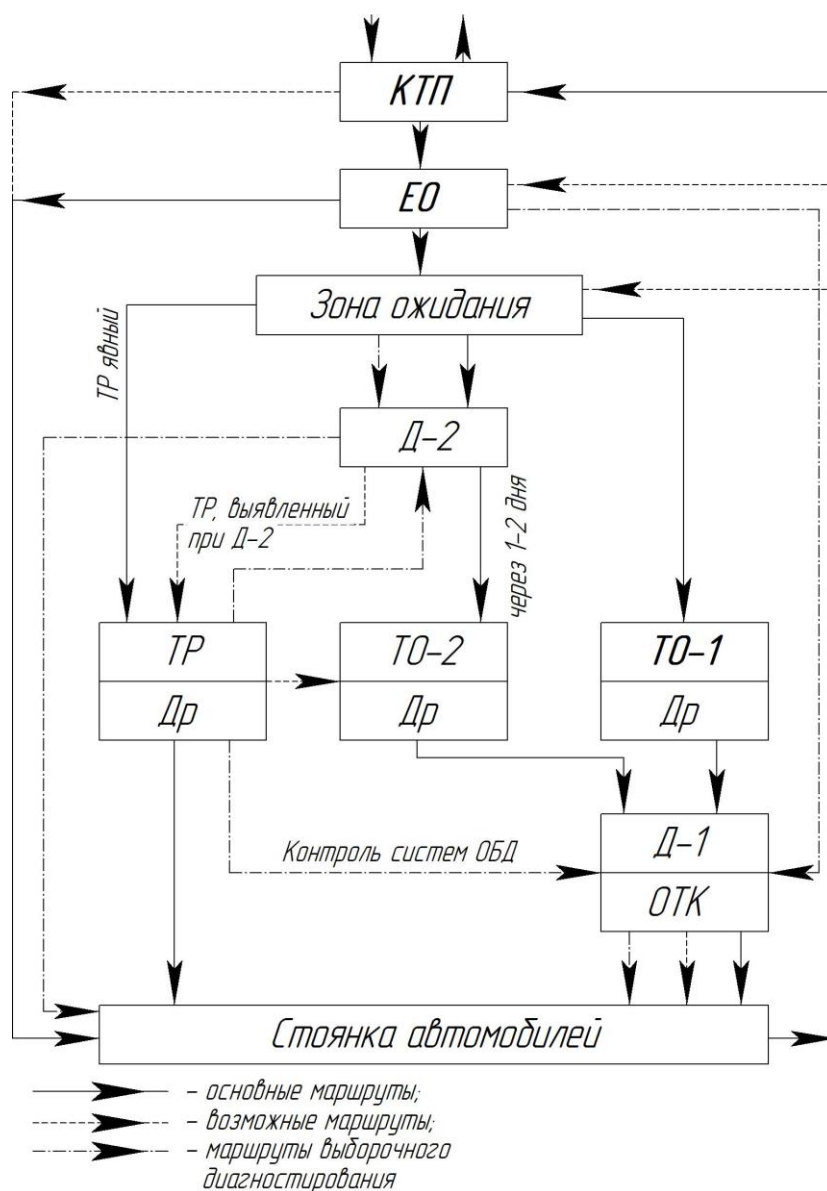 КТП
ЕО
Зона ожидания
ТР явный
Д-2
ТР, выявленный
при Д-2
через 1-2 дня
ТР
Др
ТО-2
Др
ТО-1
Др
Д-1
ОТК
Контроль систем ОБД
Стоянка автомобилей
- основные маршруты;
- возможные маршруты;
- маршруты выборочного
диагностирования